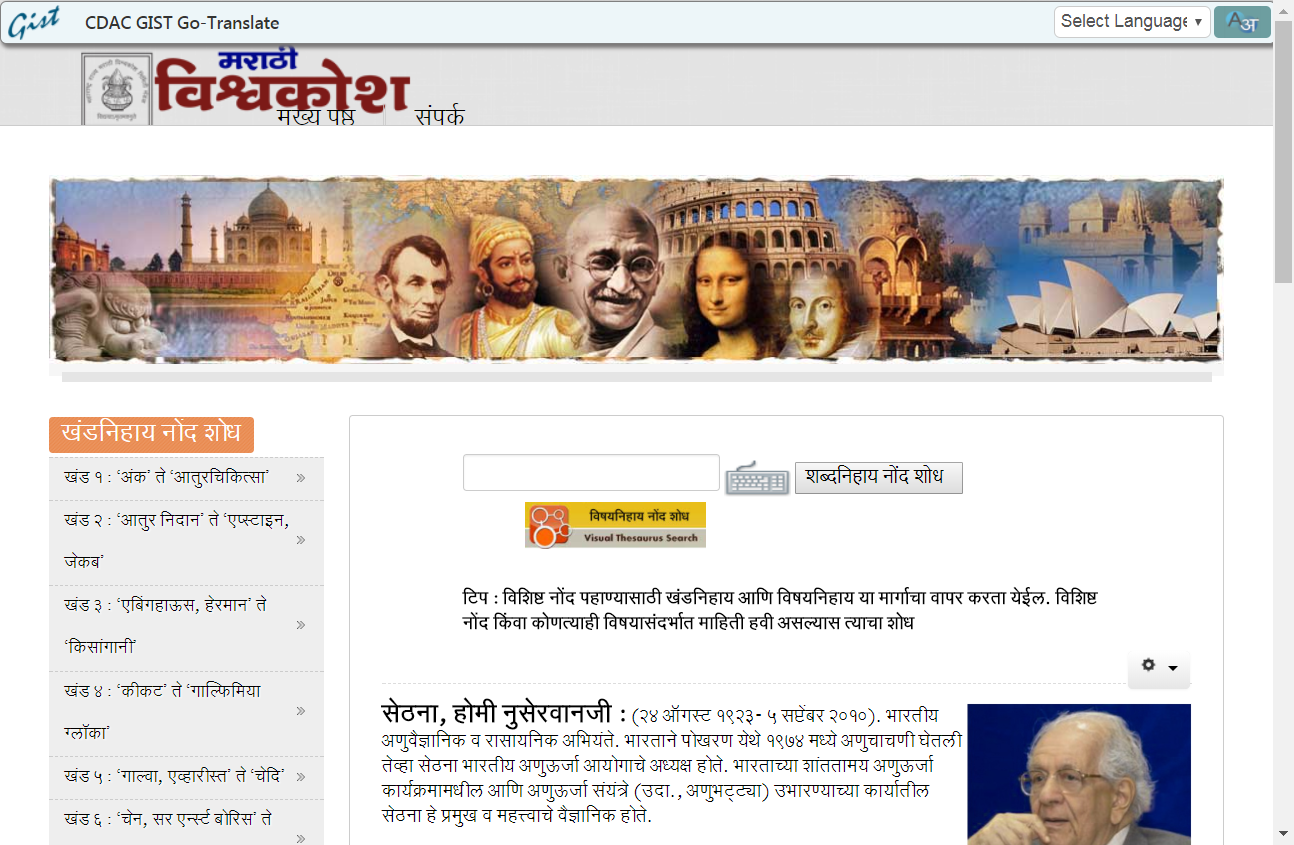 Gist CDAC GIST Go-Translate Select Language
मराठी
विश्वकोश
मुख्य पृष्ठ संपर्क
खंडनिहाय नोंद शोध
खंड १ : ‘अंक’ ते ‘आतुरचिकित्सा’
खंड २ : ‘आतुर निदान’ ते ‘एप्स्टाइन,
जेकब’
खंड ३ : ‘एबिंगहाऊस, हेरमान’ ते
‘किसांगानी’
खंड ४ : ‘कीकट’ ते ‘गाल्फिमिया
ग्लॉका’
खंड ५ : ‘गाल्वा, एव्हारीस्त’ ते ‘चेदि’
खंड ६ : ‘चेन, सर एर्न्स्ट बोरिस’ ते
शब्दनिहाय नोंद शोध
विषयनिहाय नोंद शोध
Visual Thesaurus Search
टिप : विशिष्ट नोंद पहाण्यासाठी खंडनिहाय आणि विषयनिहाय या मार्गाचा वापर करता येईल. विशिष्ट
नोंद किंवा कोणत्याही विषयासंदर्भात माहिती हवी असल्यास त्याचा शोध
सेठना, होमी नुसेरवानजी : (२४ ऑगस्ट १९२३- ५ सप्टेंबर २०१०). भारतीय
अणुवैज्ञानिक व रासायनिक अभियंते. भारताने पोखरण येथे १९७४ मध्ये अणुचाचणी घेतली
तेव्हा सेठना भारतीय अणुऊर्जा आयोगाचे अध्यक्ष होते. भारताच्या शांततामय अणुऊर्जा
कार्यक्रमामधील आणि अणुऊर्जा संयंत्रे (उदा., अणुभट्ट्या) उभारण्याच्या कार्यातील
सेठना हे प्रमुख व महत्त्वाचे वैज्ञानिक होते.